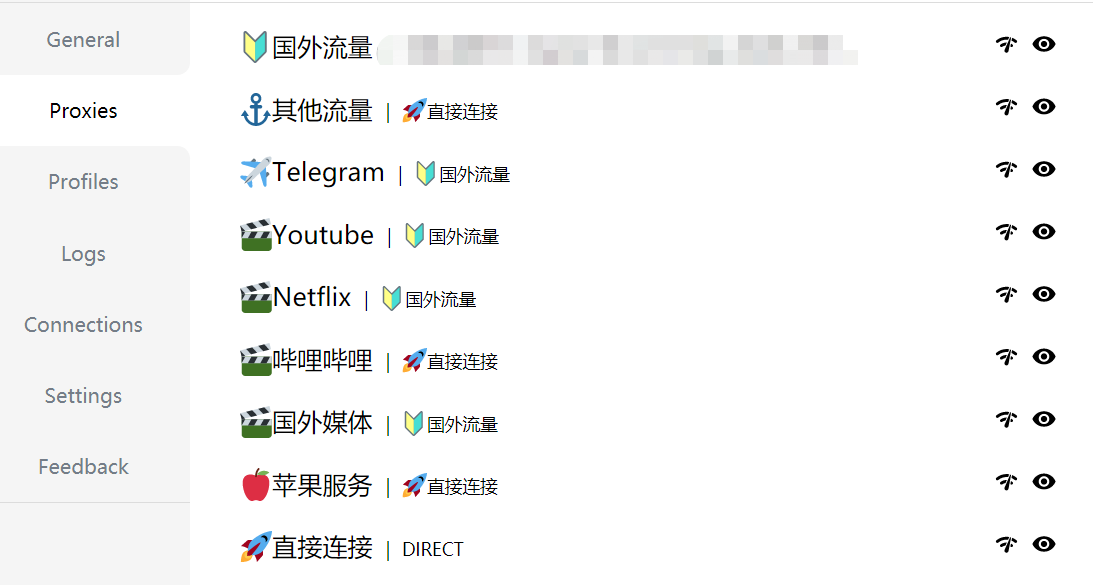 General
Proxies
Profiles
Logs
Connections
Settings
Feedback
国外流量
其他流量 | 直接连接
Telegram | 国外流量
Youtube | 国外流量
Netflix | 国外流量
哔哩哔哩 | 直接连接
国外媒体 | 国外流量
苹果服务 | 直接连接
直接连接 | DIRECT